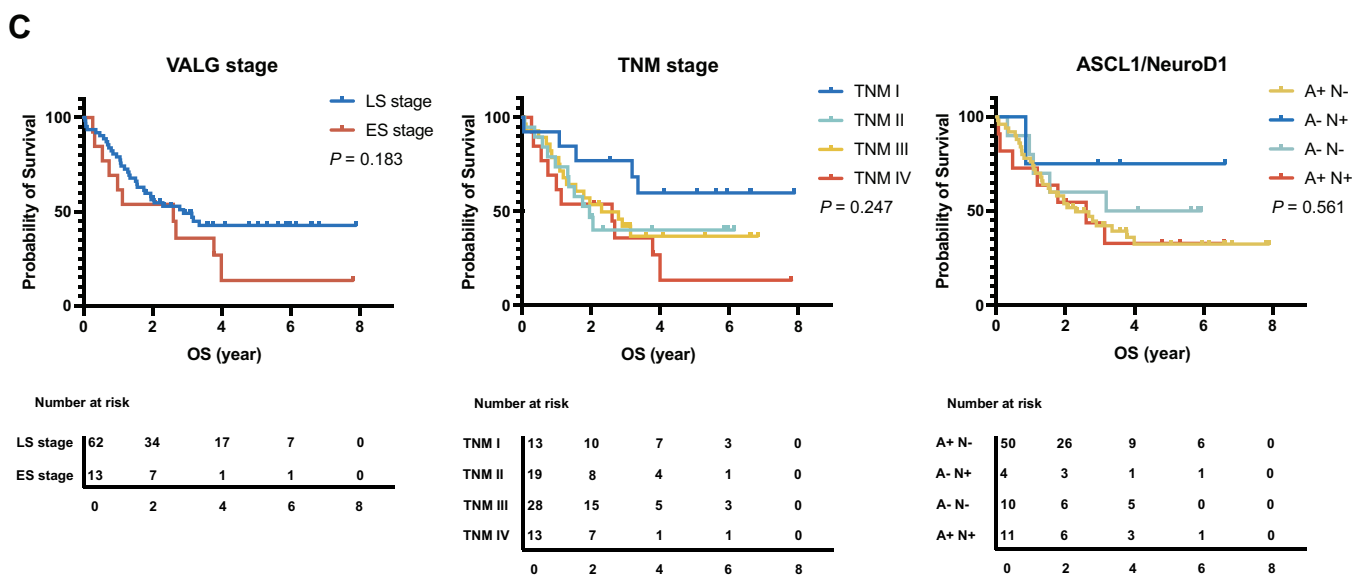 C
VALG stage
Probability of Survival
100
50
0
0 2 4 6 8
OS (year)
LS stage
ES stage
P = 0.183
Number at risk
LS stage 62 34 17 7 0
ES stage 13 7 1 1 0
0 2 4 6 8
TNM stage
Probability of Survival
100
50
0
0 2 4 6 8
OS (year)
TNM I
TNM II
TNM III
TNM IV
P = 0.247
Number at risk
TNM I 13 10 7 3 0
TNM II 19 8 4 1 0
TNM III 28 15 5 3 0
TNM IV 13 7 1 1 0
0 2 4 6 8
ASCL1/NeuroD1
Probability of Survival
100
50
0
0 2 4 6 8
OS (year)
A+ N-
A- N+
A- N-
A+ N+
P = 0.561
Number at risk
A+ N- 50 26 9 6 0
A- N+ 4 3 1 1 0
A- N- 10 6 5 0 0
A+ N+ 11 6 3 1 0
0 2 4 6 8